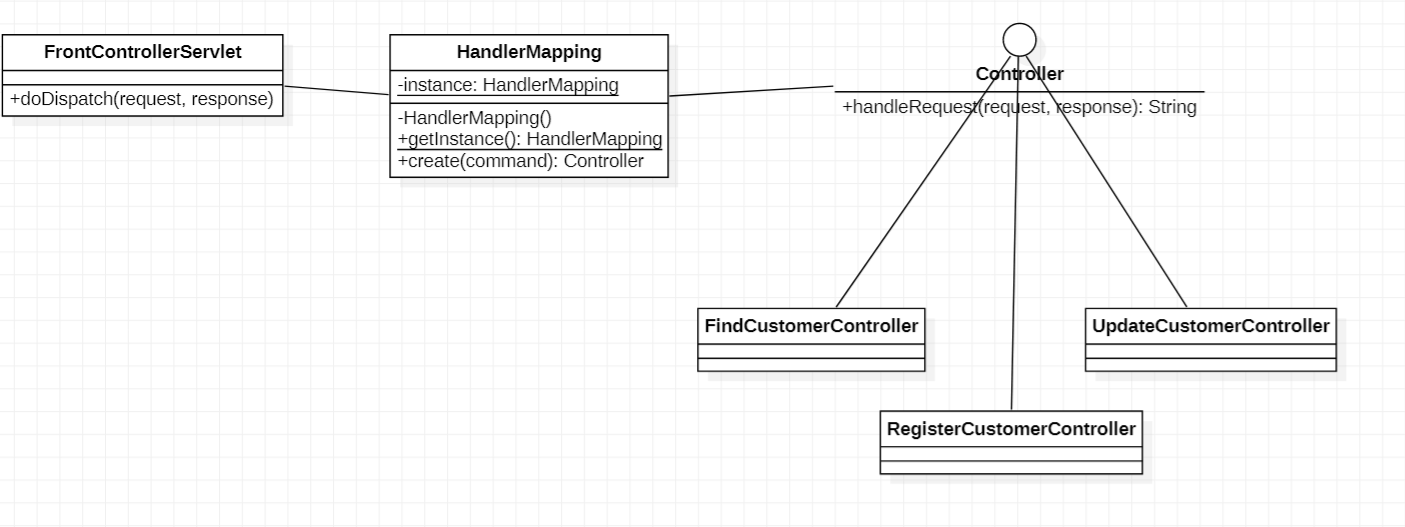 FrontControllerServlet
+doDispatch(request, response)
HandlerMapping
-instance: HandlerMapping
-HandlerMapping()
+getInstance(): HandlerMapping
+create(command): Controller
Controller
+handleRequest(request, response): String
FindCustomerController
UpdateCustomerController
RegisterCustomerController